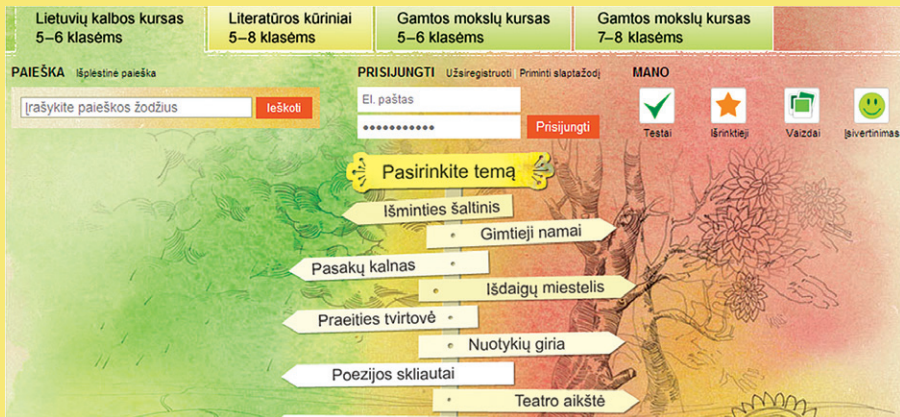 Lietuvių kalbos kursas
5–6 klasėms
Literatūros kūriniai
5–8 klasėms
Gamtos mokslų kursas
5–6 klasėms
Gamtos mokslų kursas
7–8 klasėms
PAIEŠKA Išplėstinė paieška
Įrašykite paieškos žodžius
Ieškoti
PRISIJUNGTI Užsiregistruoti Priminti slaptažodį
El. paštas
Prisijungti
MANO
Testai
Išrinktieji
Vaizdai
Įsivertinimas
Pasirinkite temą
Išminties šaltinis
Gimtieji namai
Pasakų kalnas
Išdaigų miestelis
Praeities tvirtovė
Nuotykių giria
Poezijos skliautai
Teatro aikštė